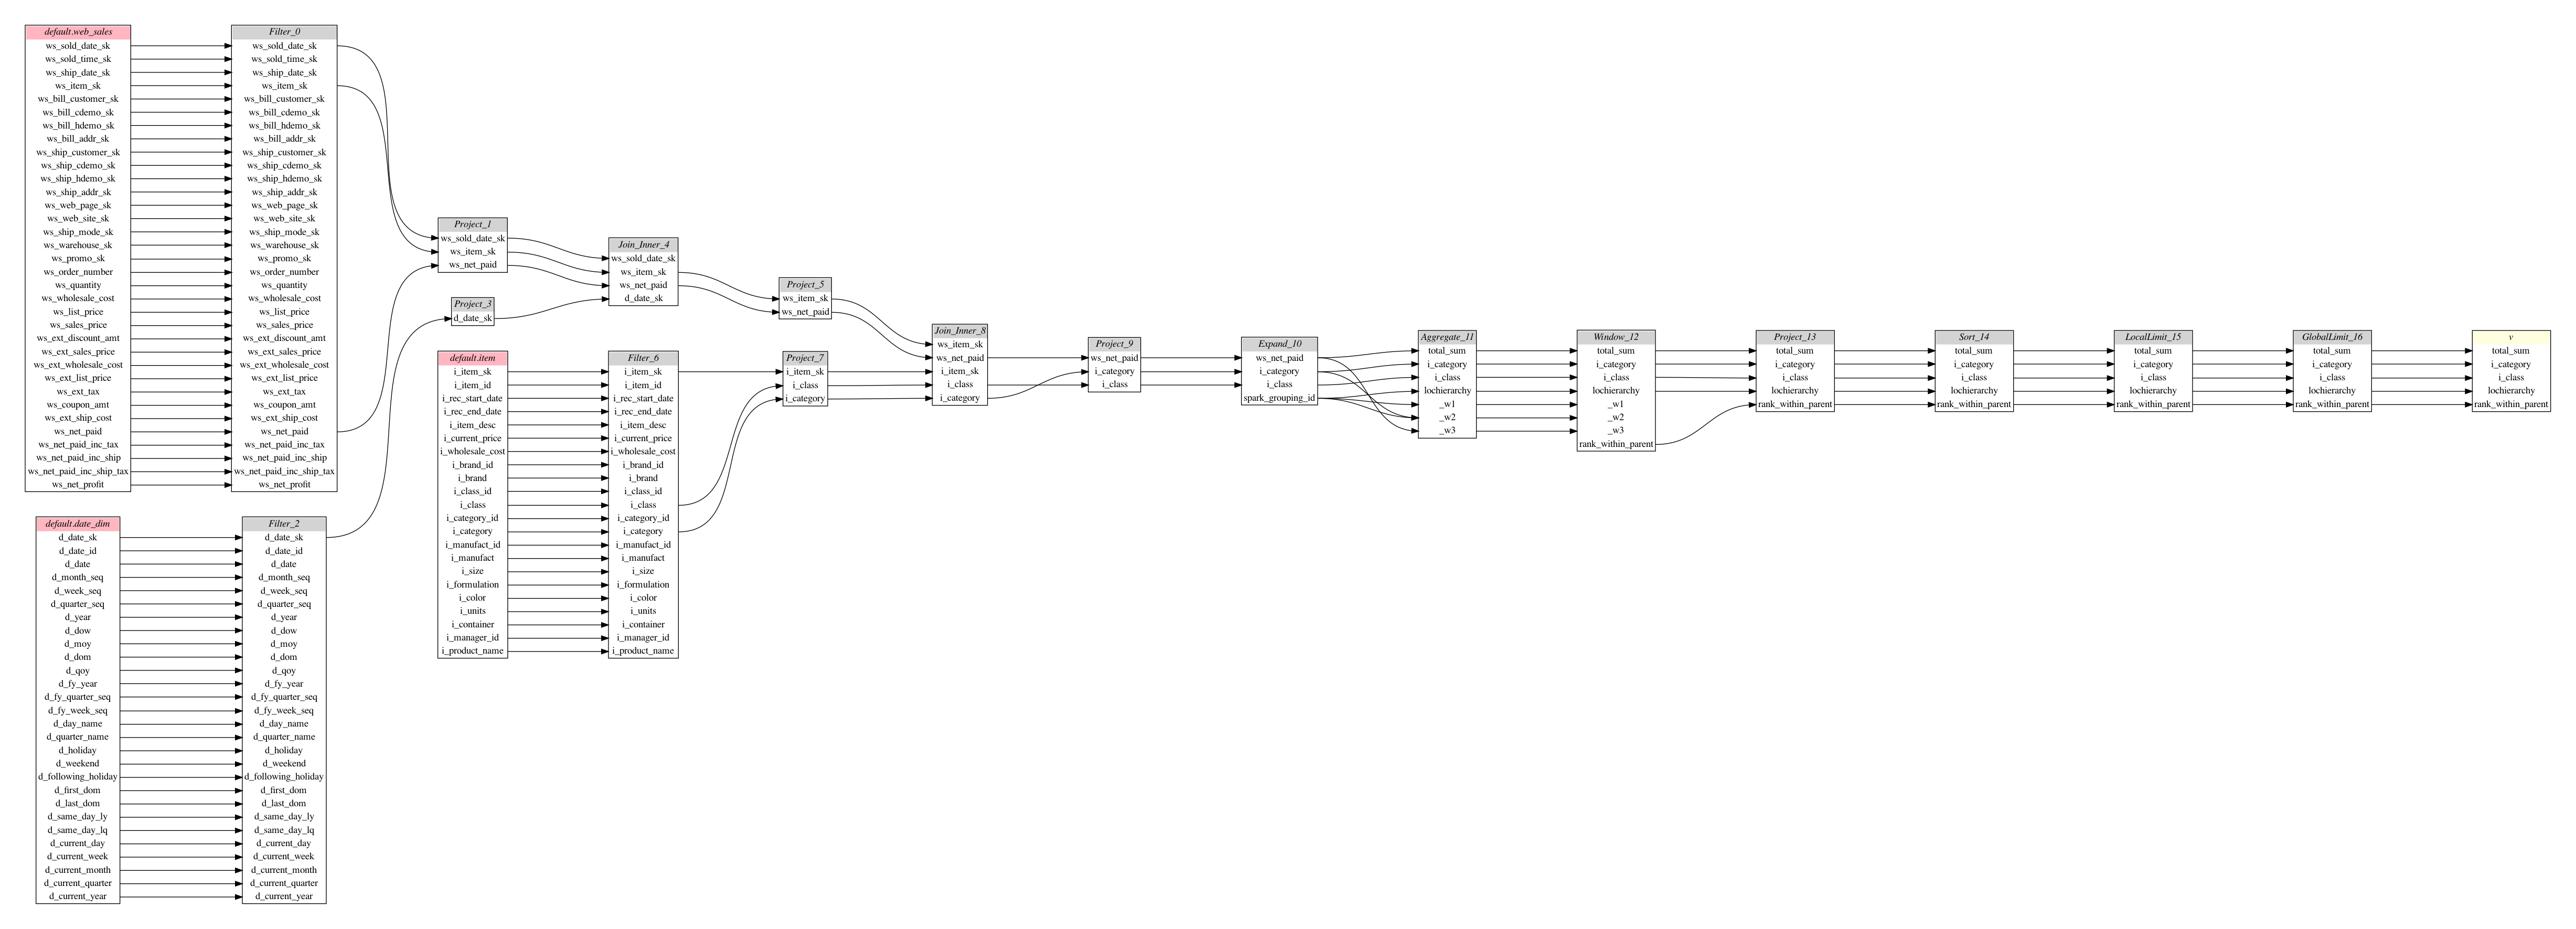 default.web_sales
ws_sold_date_sk
ws_sold_time_sk
ws_ship_date_sk
ws_item_sk
ws_bill_customer_sk
ws_bill_cdemo_sk
ws_bill_hdemo_sk
ws_bill_addr_sk
ws_ship_customer_sk
ws_ship_cdemo_sk
ws_ship_hdemo_sk
ws_ship_addr_sk
ws_web_page_sk
ws_web_site_sk
ws_ship_mode_sk
ws_warehouse_sk
ws_promo_sk
ws_order_number
ws_quantity
ws_wholesale_cost
ws_list_price
ws_sales_price
ws_ext_discount_amt
ws_ext_sales_price
ws_ext_wholesale_cost
ws_ext_list_price
ws_ext_tax
ws_coupon_amt
ws_ext_ship_cost
ws_net_paid
ws_net_paid_inc_tax
ws_net_paid_inc_ship
ws_net_paid_inc_ship_tax
ws_net_profit
Filter_0
ws_sold_date_sk
ws_sold_time_sk
ws_ship_date_sk
ws_item_sk
ws_bill_customer_sk
ws_bill_cdemo_sk
ws_bill_hdemo_sk
ws_bill_addr_sk
ws_ship_customer_sk
ws_ship_cdemo_sk
ws_ship_hdemo_sk
ws_ship_addr_sk
ws_web_page_sk
ws_web_site_sk
ws_ship_mode_sk
ws_warehouse_sk
ws_promo_sk
ws_order_number
ws_quantity
ws_wholesale_cost
ws_list_price
ws_sales_price
ws_ext_discount_amt
ws_ext_sales_price
ws_ext_wholesale_cost
ws_ext_list_price
ws_ext_tax
ws_coupon_amt
ws_ext_ship_cost
ws_net_paid
ws_net_paid_inc_tax
ws_net_paid_inc_ship
ws_net_paid_inc_ship_tax
ws_net_profit
default.date_dim
d_date_sk
d_date_id
d_date
d_month_seq
d_week_seq
d_quarter_seq
d_year
d_dow
d_moy
d_dom
d_qoy
d_fy_year
d_fy_quarter_seq
d_fy_week_seq
d_day_name
d_quarter_name
d_holiday
d_weekend
d_following_holiday
d_first_dom
d_last_dom
d_same_day_ly
d_same_day_lq
d_current_day
d_current_week
d_current_month
d_current_quarter
d_current_year
Filter_2
d_date_sk
d_date_id
d_date
d_month_seq
d_week_seq
d_quarter_seq
d_year
d_dow
d_moy
d_dom
d_qoy
d_fy_year
d_fy_quarter_seq
d_fy_week_seq
d_day_name
d_quarter_name
d_holiday
d_weekend
d_following_holiday
d_first_dom
d_last_dom
d_same_day_ly
d_same_day_lq
d_current_day
d_current_week
d_current_month
d_current_quarter
d_current_year
Project_1
ws_sold_date_sk
ws_item_sk
ws_net_paid
Project_3
d_date_sk
default.item
i_item_sk
i_item_id
i_rec_start_date
i_rec_end_date
i_item_desc
i_current_price
i_wholesale_cost
i_brand_id
i_brand
i_class_id
i_class
i_category_id
i_category
i_manufact_id
i_manufact
i_size
i_formulation
i_color
i_units
i_container
i_manager_id
i_product_name
Join_Inner_4
ws_sold_date_sk
ws_item_sk
ws_net_paid
d_date_sk
Filter_6
i_item_sk
i_item_id
i_rec_start_date
i_rec_end_date
i_item_desc
i_current_price
i_wholesale_cost
i_brand_id
i_brand
i_class_id
i_class
i_category_id
i_category
i_manufact_id
i_manufact
i_size
i_formulation
i_color
i_units
i_container
i_manager_id
i_product_name
Project_5
ws_item_sk
ws_net_paid
Project_7
i_item_sk
i_class
i_category
Join_Inner_8
ws_item_sk
ws_net_paid
i_item_sk
i_class
i_category
Project_9
ws_net_paid
i_category
i_class
Expand_10
ws_net_paid
i_category
i_class
spark_grouping_id
Aggregate_11
total_sum
i_category
i_class
lochierarchy
_w1
_w2
_w3
Window_12
total_sum
i_category
i_class
lochierarchy
_w1
_w2
_w3
rank_within_parent
Project_13
total_sum
i_category
i_class
lochierarchy
rank_within_parent
Sort_14
total_sum
i_category
i_class
lochierarchy
rank_within_parent
LocalLimit_15
total_sum
i_category
i_class
lochierarchy
rank_within_parent
GlobalLimit_16
total_sum
i_category
i_class
lochierarchy
rank_within_parent
v
total_sum
i_category
i_class
lochierarchy
rank_within_parent